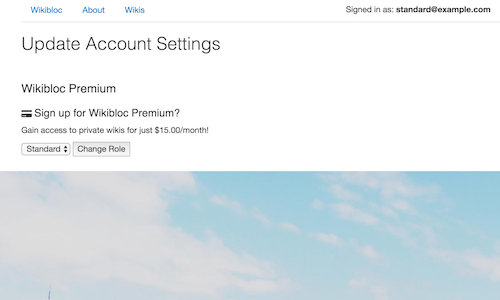 Wikibloc About Wikis Signed in as: standard@example.com
Update Account Settings
Wikibloc Premium
Sign up for Wikibloc Premium?
Gain access to private wikis for just $15.00/month!
Standard Change Role